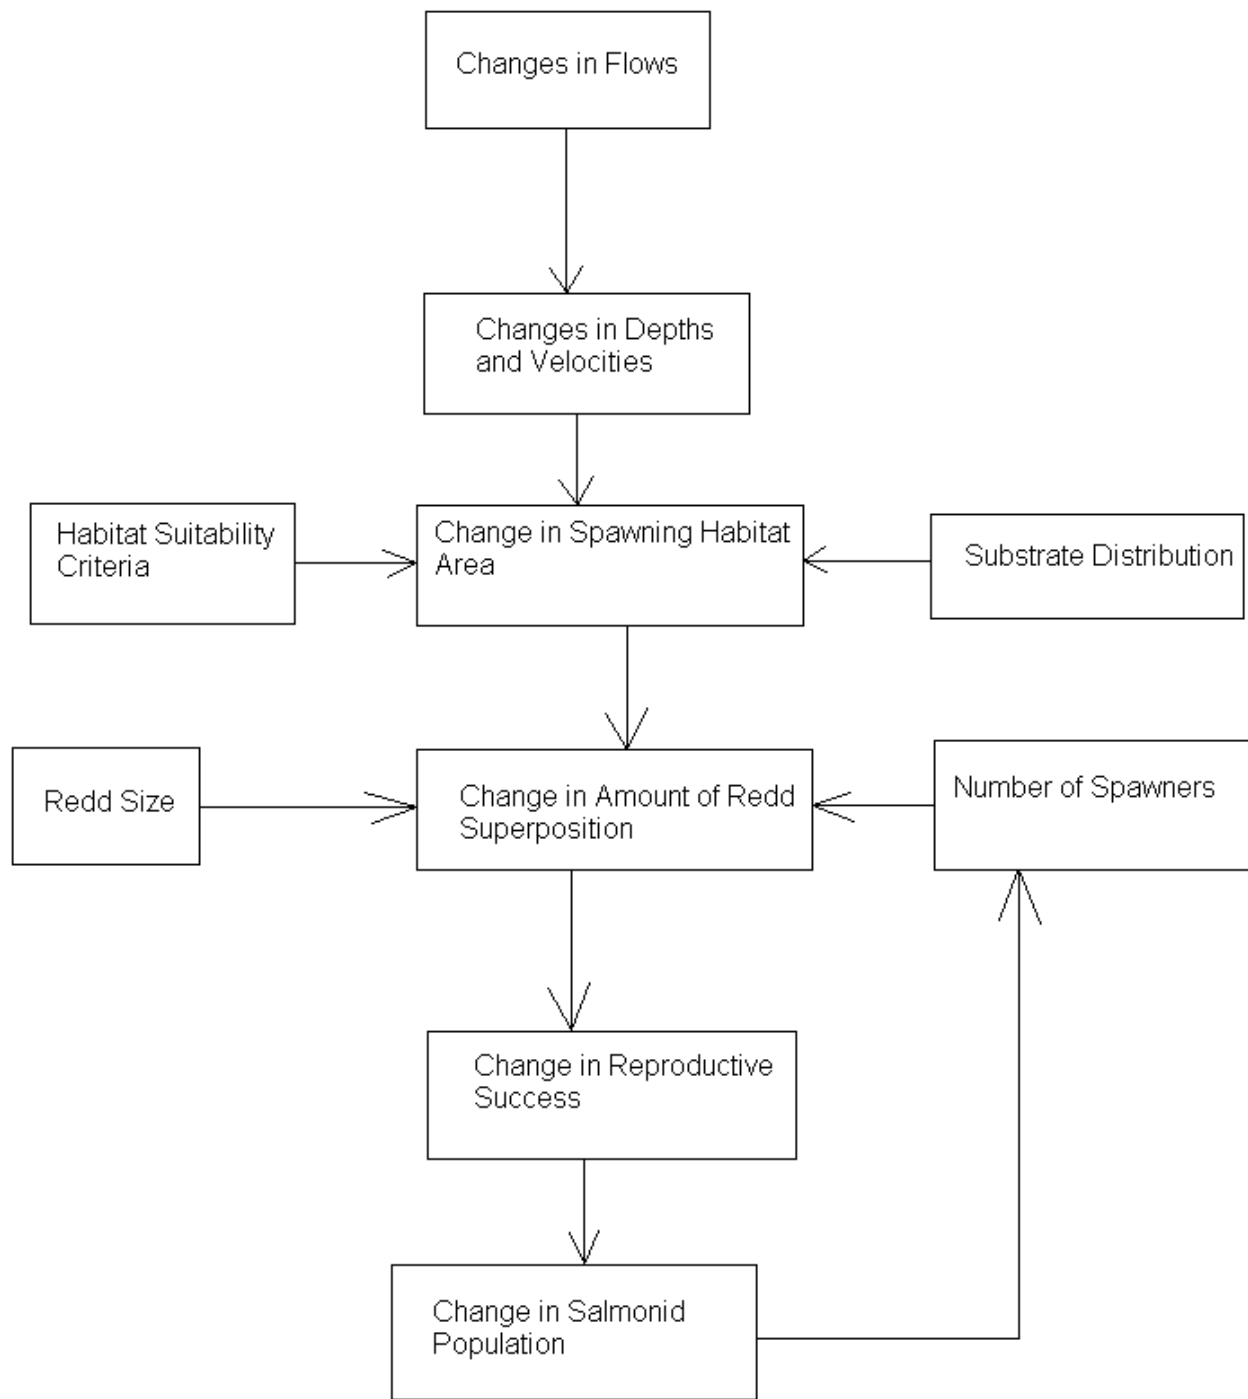 Changes in Flows
Changes in Depths
and Velocities
Habitat Suitability
Criteria
Change in Spawning Habitat
Area
Substrate Distribution
Redd Size
Change in Amount of Redd
Superposition
Number of Spawners
Change in Reproductive
Success
Change in Salmonid
Population